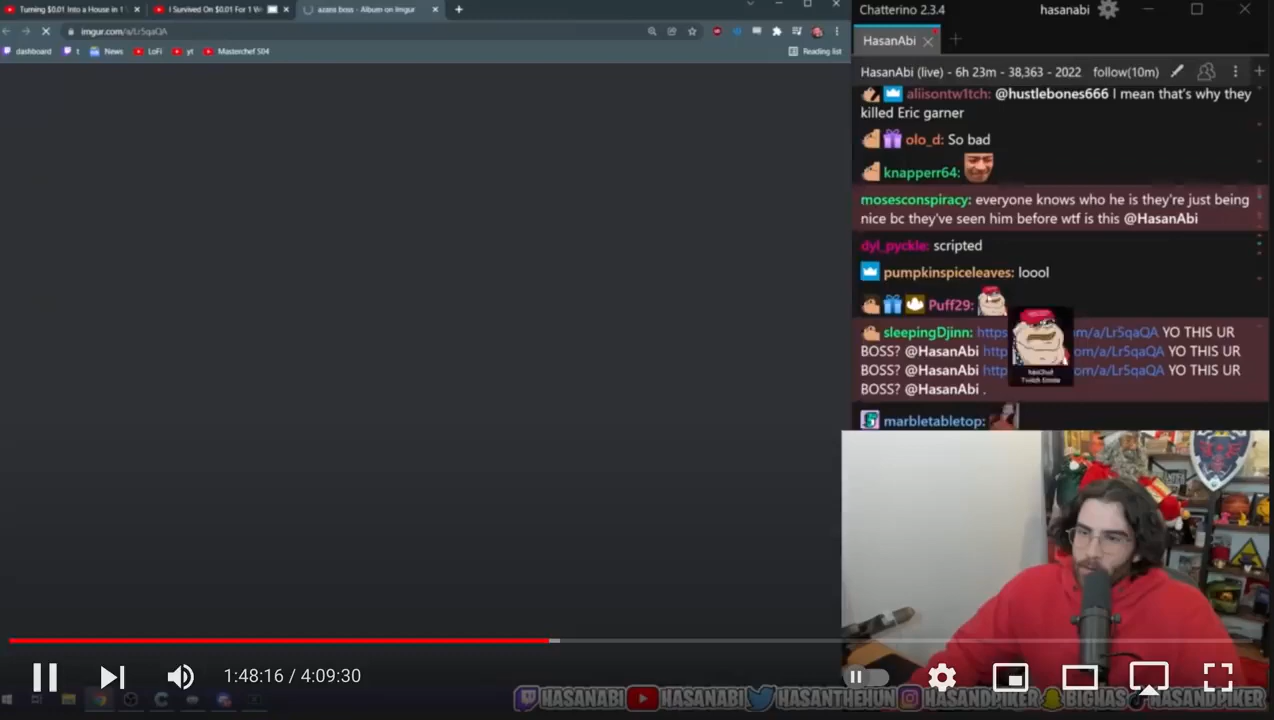 Turning $0.01 Into a House in 1
I Survived On $0.01 For 1 W
azara boss - Album on Imgur
imgur.com/a/Lr5qaQA
dashboard
t
News
LoFi
yt
Masterchef S04
Reading list
Chatterino 2.3.4
hasanabi
HasanAbi
HasanAbi (live) - 6h 23m - 38,363 - 2022
follow(10m)
aliisontw1tch: @hustlebones666 I mean that's why they
killed Eric garner
olo_d: So bad
knapperr64:
mosesconspiracy: everyone knows who he is they're just being
nice bc they've seen him before wtf is this @HasanAbi
dyl_pyckle: scripted
pumpkinspiceleaves: loool
Puff29:
sleepingDjinn: https m/a/Lr5qaQA YO THIS UR
BOSS? @HasanAbi http om/a/Lr5qaQA YO THIS UR
BOSS? @HasanAbi http om/a/Lr5qaQA YO THIS UR
BOSS? @HasanAbi .
Twitch Emote
marbletabletop:
1:48:16 / 4:09:30
HASANABI
HASANABI
HASANTHEHUN
HASANDPIKER
BIGHAS
HASANDPIKER